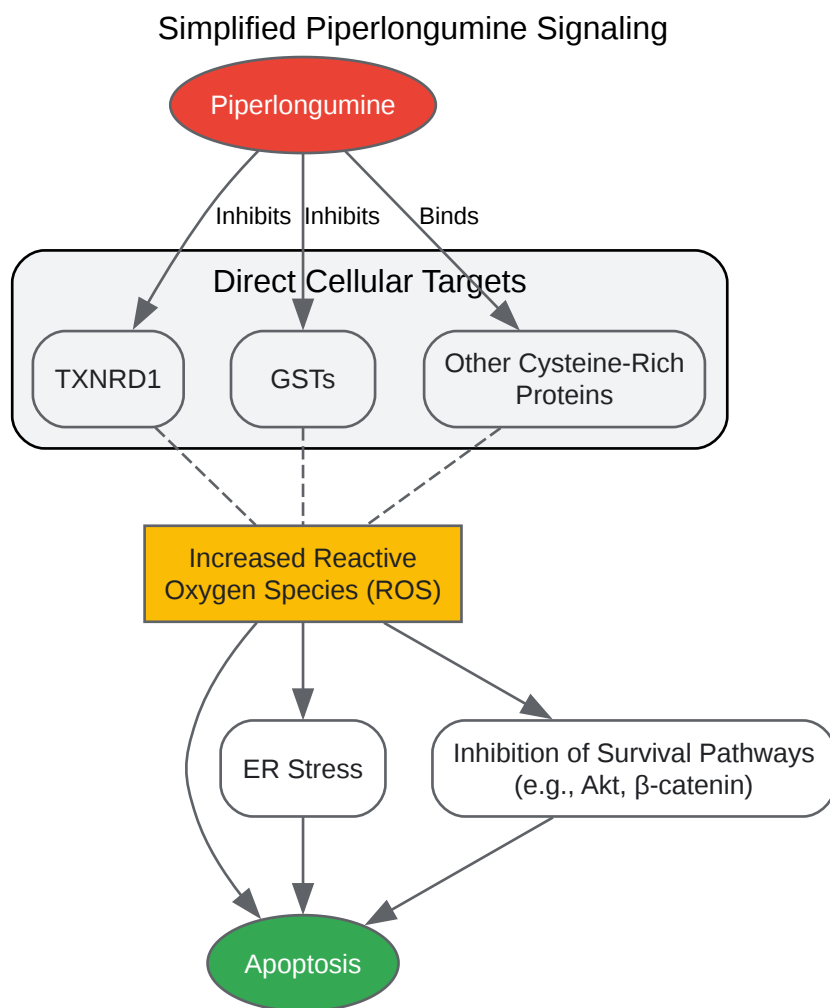 Simplified Piperlongumine Signaling
Piperlongumine
Inhibits
Inhibits
Binds
Direct Cellular Targets
TXNRD1
GSTs
Other Cysteine-Rich
Proteins
Increased Reactive
Oxygen Species (ROS)
ER Stress
Inhibition of Survival Pathways
(e.g., Akt, β-catenin)
Apoptosis